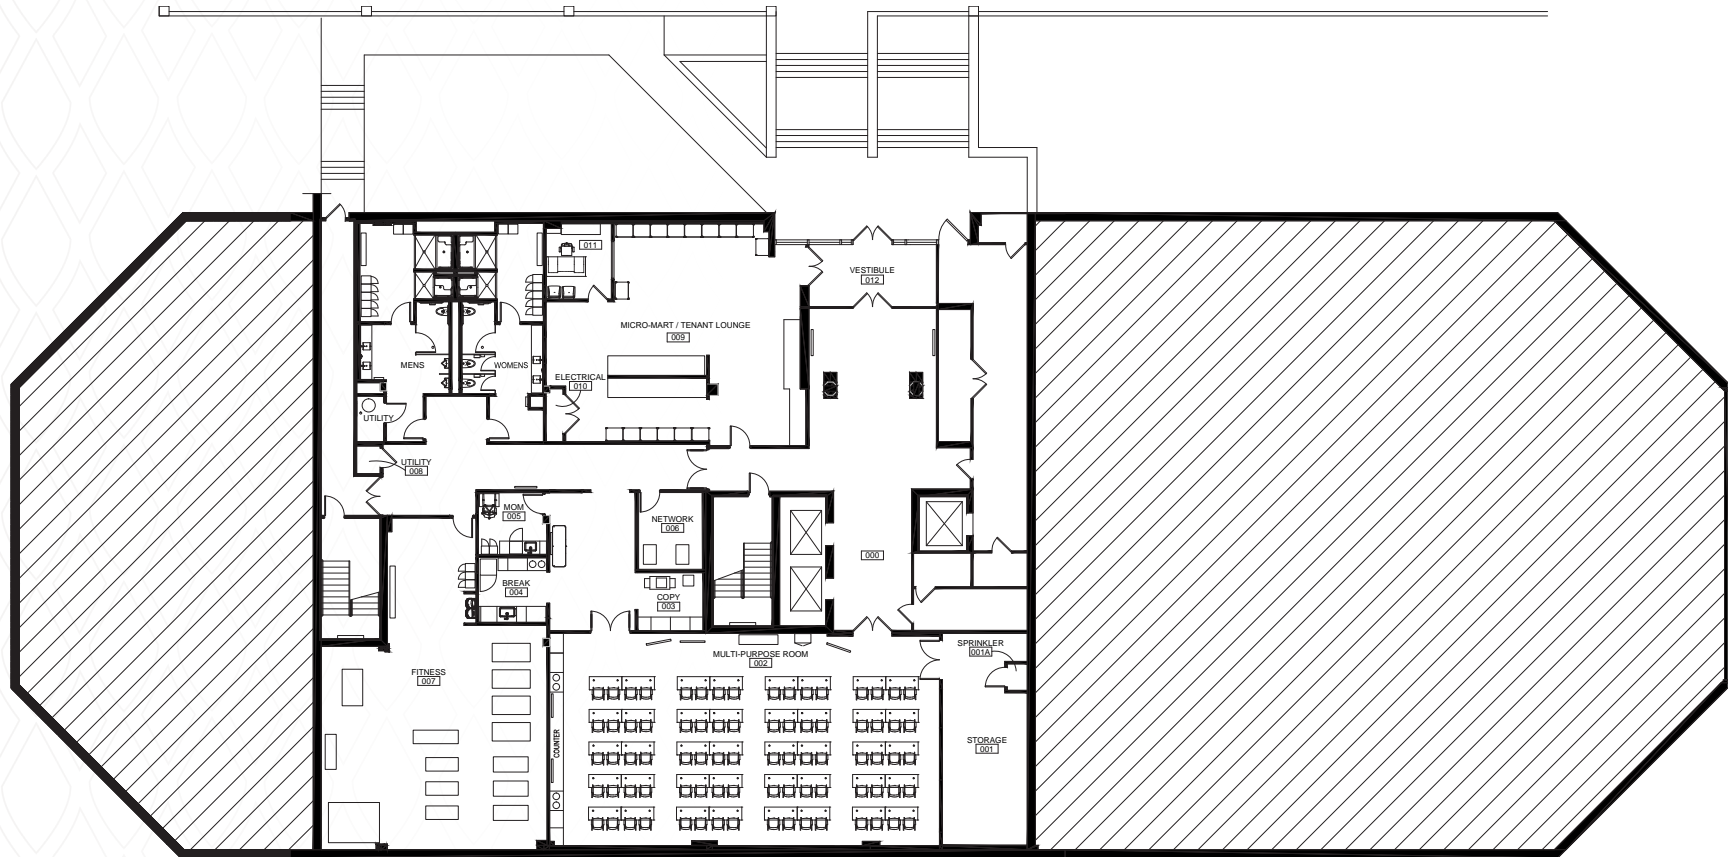 011
VESTIBULE
012
MICRO-MART / TENANT LOUNGE
009
MENS
WOMENS
ELECTRICAL
010
UTILITY
UTILITY
008
MOM
005
NETWORK
006
000
BREAK
004
COPY
003
SPRINKLER
001A
MULTI-PURPOSE ROOM
002
FITNESS
007
COUNTER
STORAGE
001